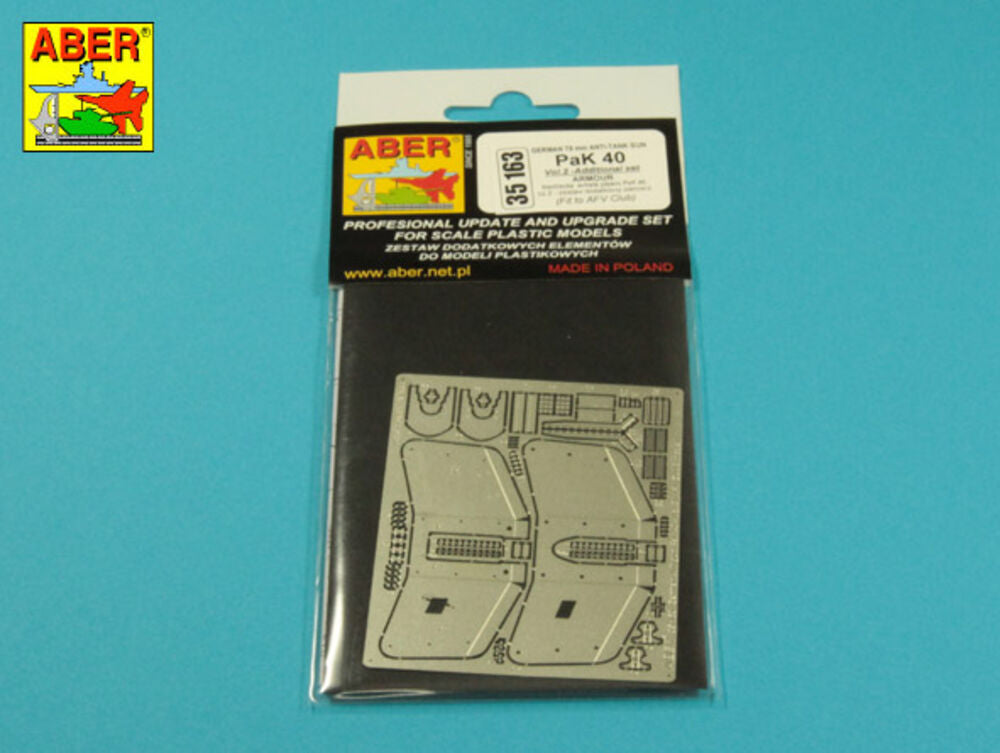 ABER®
ABER®
SINCE 1995
35 163
GERMAN 75 mm ANTI-TANK GUN
PaK 40
Vol.2 -Additional set
ARMOUR
(Fit to AFV Club)
PROFESIONAL UPDATE AND UPGRADE SET
FOR SCALE PLASTIC MODELS
ZESTAW DODATKOWYCH ELEMENTÓW
DO MODELI PLASTIKOWYCH
www.aber.net.pl
MADE IN POLAND